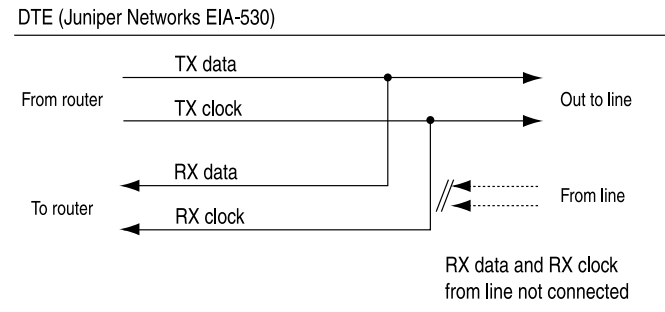 DTE (Juniper Networks EIA-530)
TX data
From router
Out to line
TX clock
RX data
From line
To router
RX clock
RX data and RX clock
from line not connected